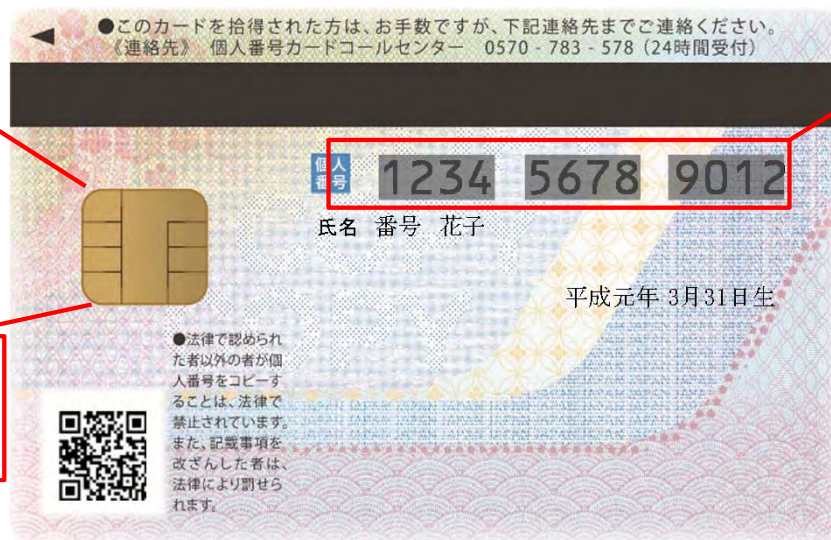 ●このカードを拾得された方は、お手数ですが、下記連絡先までご連絡ください。
《連絡先》 個人番号カードコールセンター 0570 - 783 - 578 (24時間受付)
個人番号 1234 5678 9012
氏名 番号 花子
平成元年 3月31日生
●法律で認められ
た者以外の者が個
人番号をコピーす
ることは、法律で
禁止されています。
また、記載事項を
改ざんした者は、
法律により罰せら
れます。